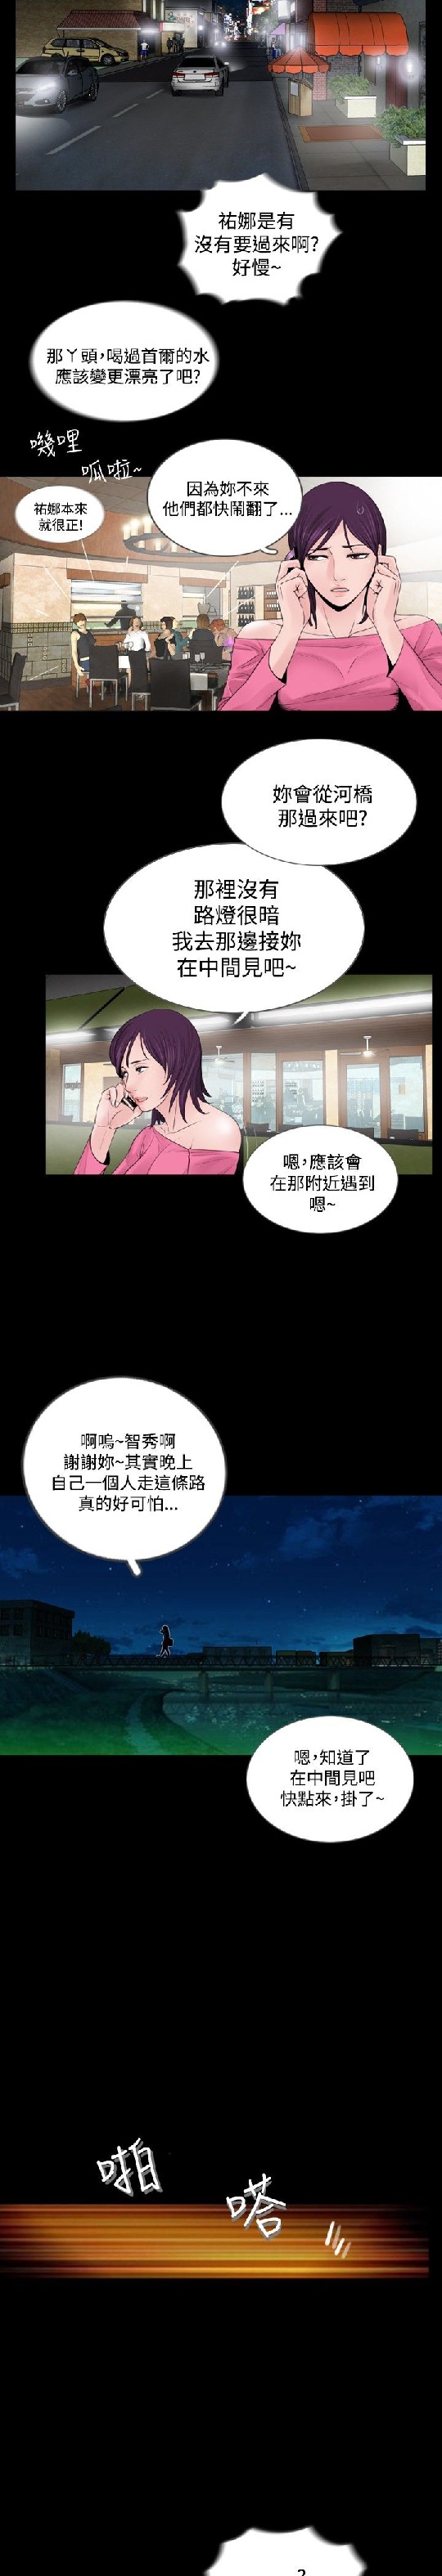 祐娜是有
沒有要過來啊?
好慢~
那丫頭,喝過首爾的水
應該變更漂亮了吧?
嘰哩
呱啦~
因為妳不來
他們都快鬧翻了...
祐娜本來
就很正!
妳會從河橋
那過來吧?
那裡沒有
路燈很暗
我去那邊接妳
在中間見吧~
嗯,應該會
在那附近遇到
嗯~
啊嗚~智秀啊
謝謝妳~其實晚上
自己一個人走這條路
真的好可怕...
嗯,知道了
在中間見吧
快點來,掛了~
啪
嗒